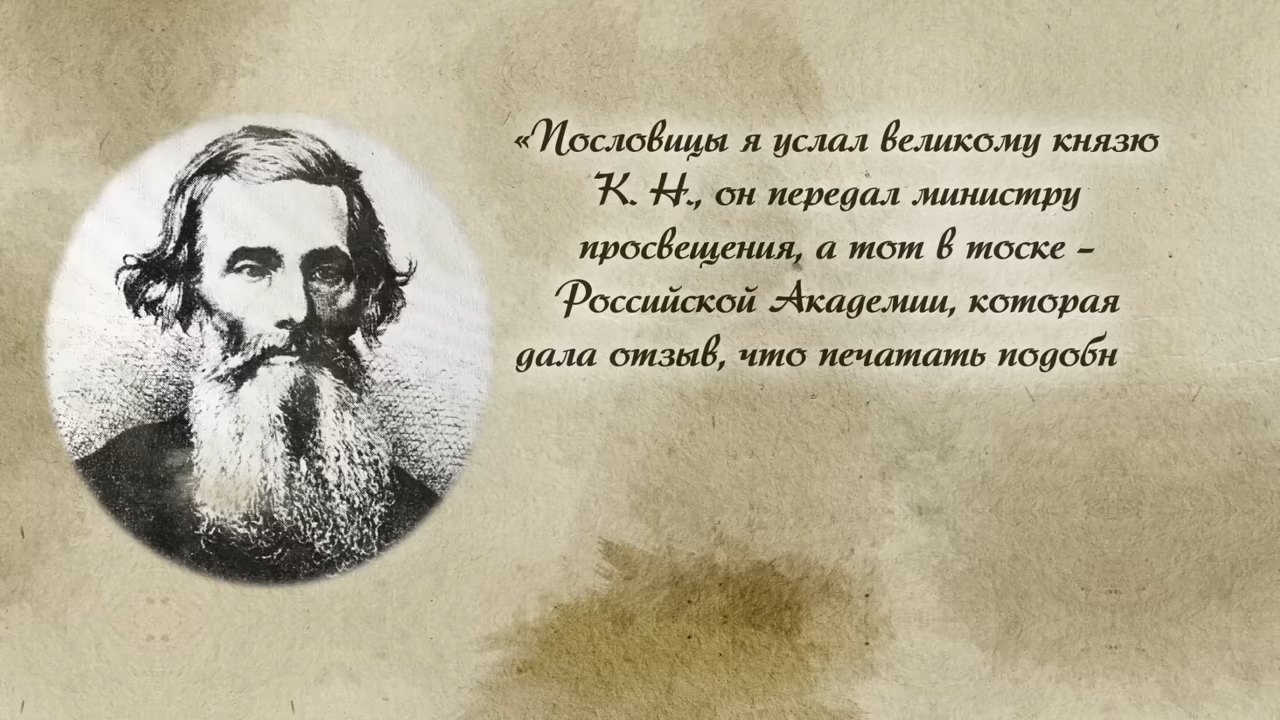 «Пословицы я услал великому князю
К. Н., он передал министру
просвещения, а тот в тоске –
Российской Академии, которая
дала отзыв, что печатать подобн